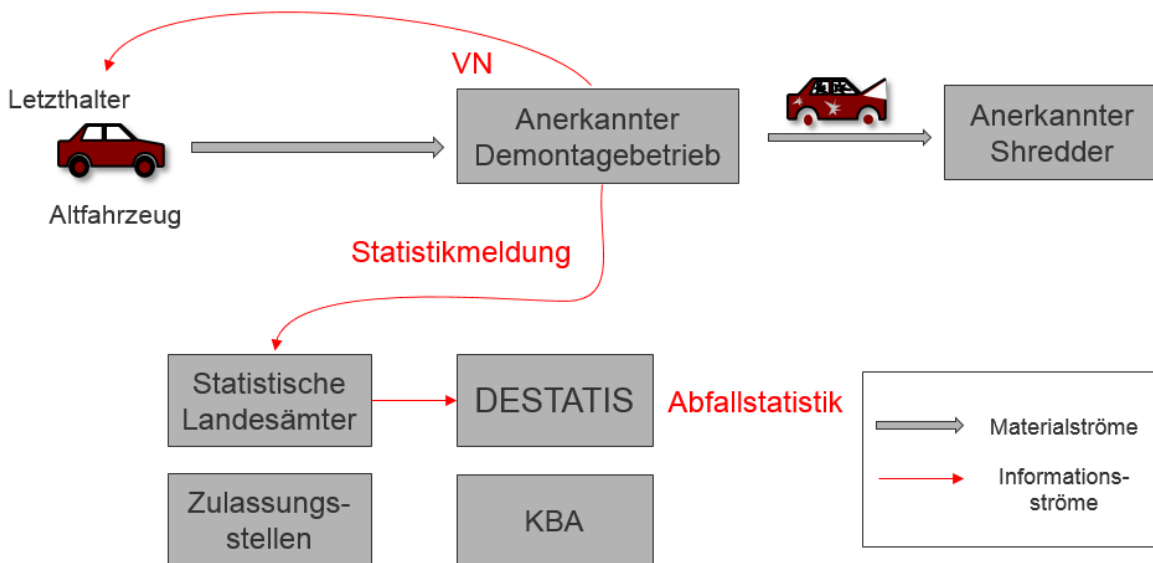 VN
Letzthalter
Anerkannter
Demontagebetrieb
Anerkannter
Shredder
Altfahrzeug
Statistikmeldung
Statistische
Landesämter
DESTATIS
Abfallstatistik
Materialströme
Informations-
ströme
Zulassungs-
stellen
KBA